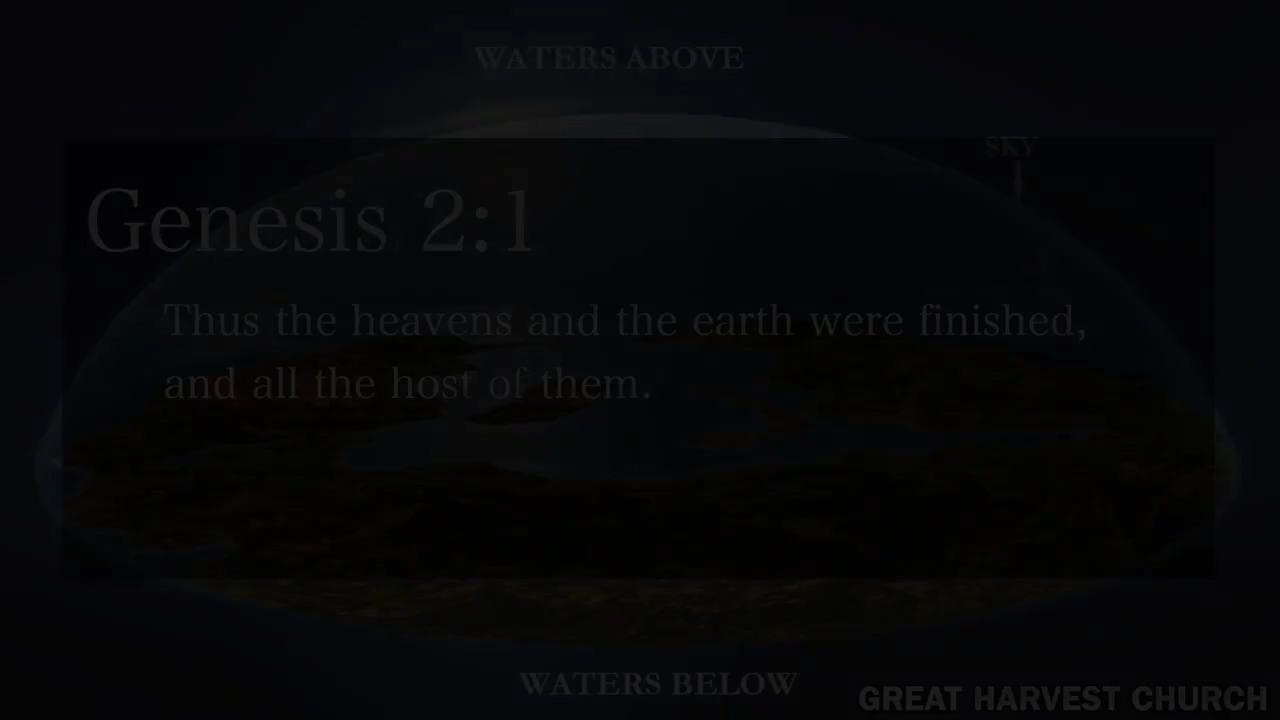 WATERS ABOVE
SKY
Genesis 2:1
Thus the heavens and the earth were finished,
and all the host of them.
WATERS BELOW
GREAT HARVEST CHURCH